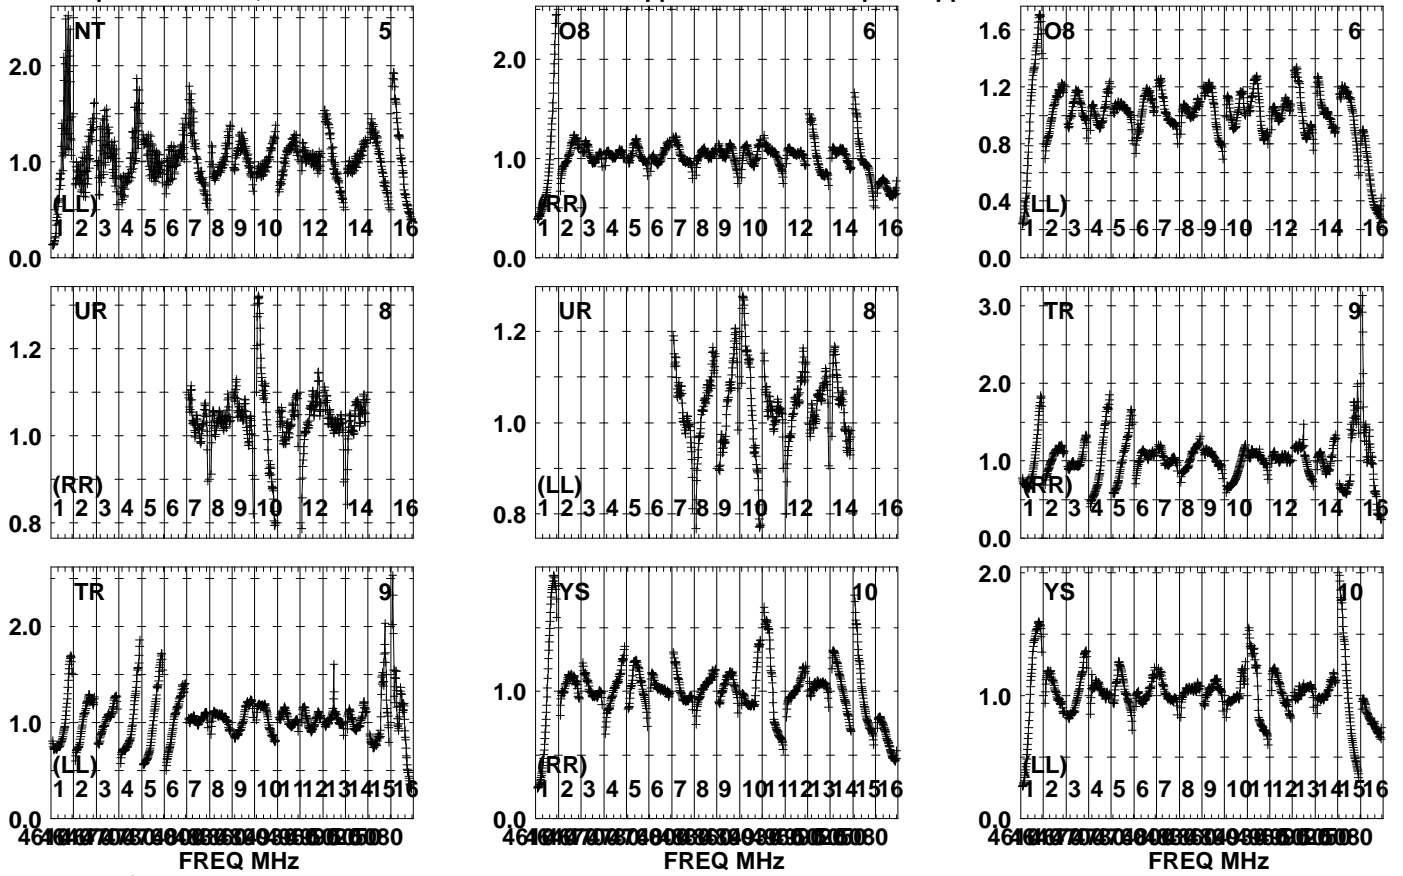 NT 5
2.0
1.0
(LL)
1 2 3 4 5 6 7 8 9 10 12 14 16
0.0
O8 6
2.0
1.0
(RR)
1 2 3 4 5 6 7 8 9 10 12 14 16
0.0
O8 6
1.6
1.2
0.8
0.4
(LL)
1 2 3 4 5 6 7 8 9 10 12 14 16
0.0
UR 8
1.2
1.0
(RR)
1 2 3 4 5 6 7 8 9 10 12 14 16
0.8
UR 8
1.2
1.0
(LL)
1 2 3 4 5 6 7 8 9 10 12 14 16
0.8
TR 9
3.0
2.0
1.0
(RR)
1 2 3 4 5 6 7 8 9 10 12 14 16
0.0
TR 9
2.0
1.0
(LL)
1 2 3 4 5 6 7 8 9 10 11 12 13 14 15 16
0.0
FREQ MHz
YS 10
1.0
(RR)
1 2 3 4 5 6 7 8 9 10 11 12 13 14 15 16
0.0
FREQ MHz
YS 10
2.0
1.0
(LL)
1 2 3 4 5 6 7 8 9 10 11 12 13 14 15 16
0.0
FREQ MHz